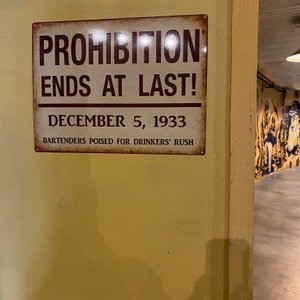 PROHIBITION
ENDS AT LAST!
DECEMBER 5, 1933
BARTENDERS POISED FOR DRINKERS' RUSH